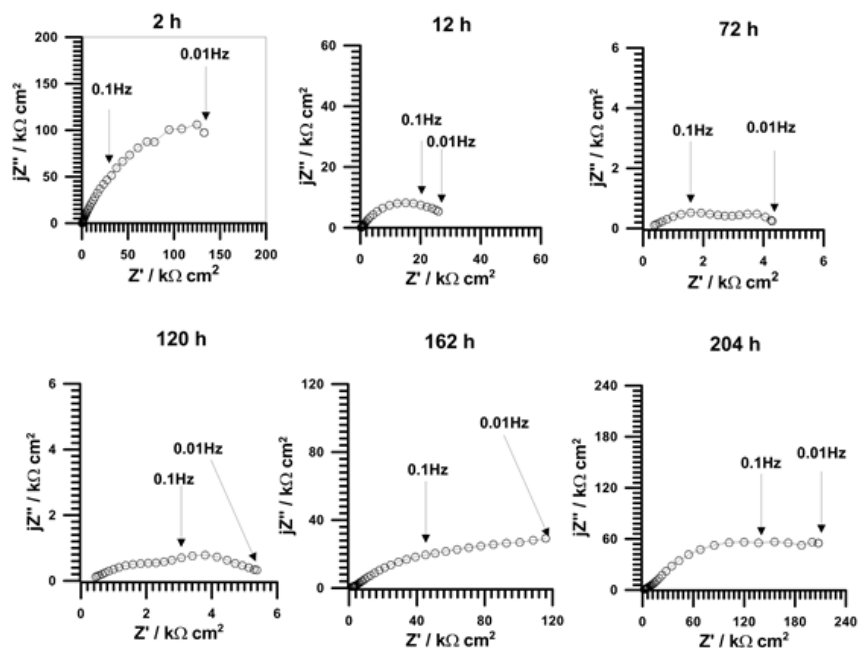 2 h
200
150
100
50
0
jZ" / kΩ cm²
0.1Hz
0.01Hz
0 50 100 150 200
Z' / kΩ cm²
12 h
60
40
20
0
jZ" / kΩ cm²
0.1Hz
0.01Hz
0 20 40 60
Z' / kΩ cm²
72 h
6
4
2
0
jZ" / kΩ cm²
0.1Hz
0.01Hz
0 2 4 6
Z' / kΩ cm²
120 h
6
4
2
0
jZ" / kΩ cm²
0.01Hz
0.1Hz
0 2 4 6
Z' / kΩ cm²
162 h
120
90
60
30
0
jZ" / kΩ cm²
0.01Hz
0.1Hz
0 40 80 120
Z' / kΩ cm²
204 h
240
180
120
60
0
jZ" / kΩ cm²
0.1Hz
0.01Hz
0 60 120 180 240
Z' / kΩ cm²